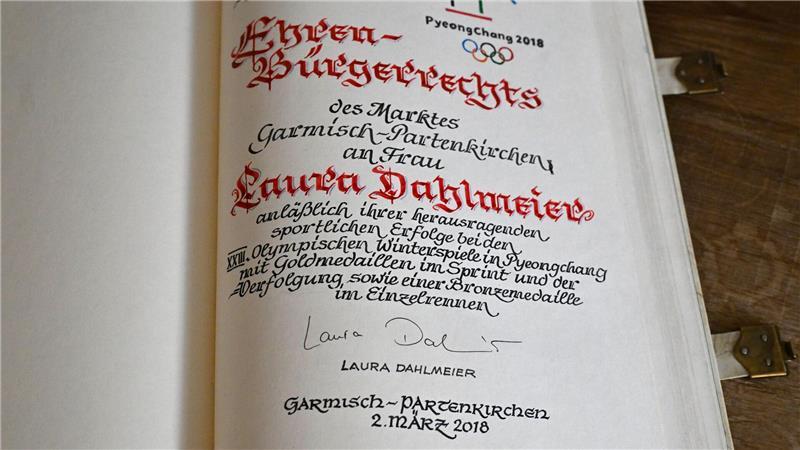 PyeongChang 2018
Ehren-
Bürgerrechts
des Marktes
Garmisch-Partenkirchen
an Frau
Laura Dahlmeier
anläßlich ihrer herausragenden
sportlichen Erfolge bei den
XXIII. Olympischen Winterspiele in Pyeongchang
mit Goldmedaillen im Sprint und der
Verfolgung, sowie einer Bronzemedaille
im Einzelrennen
Laura Dahlmeier
LAURA DAHLMEIER
GARMISCH-PARTENKIRCHEN
2. MÄRZ 2018